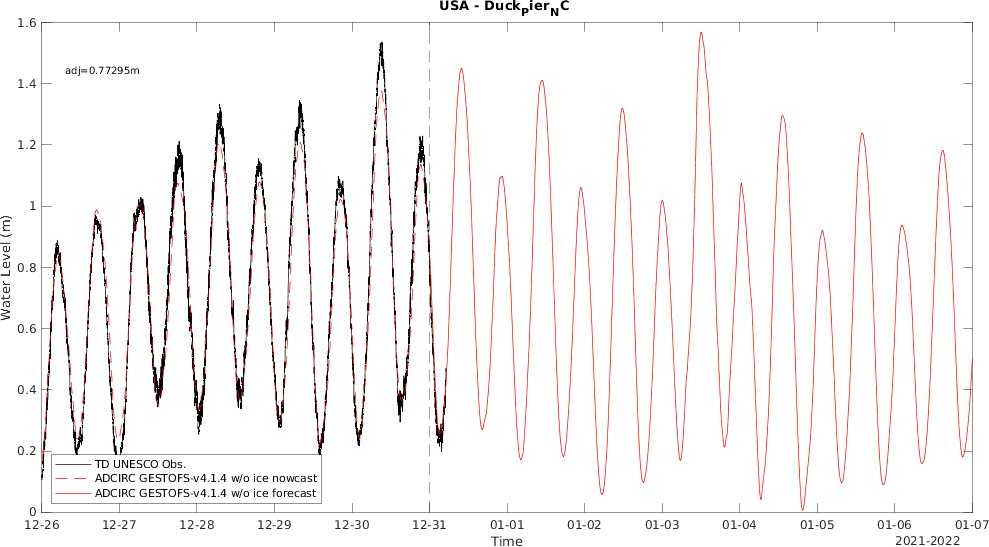 USA - DuckPierNC
1.6
1.4
1.2
1
0.8
0.6
0.4
0.2
0
Water Level (m)
adj=0.77295m
TD UNESCO Obs.
ADCIRC GESTOFS-v4.1.4 w/o ice nowcast
ADCIRC GESTOFS-v4.1.4 w/o ice forecast
12-26 12-27 12-28 12-29 12-30 12-31 01-01 01-02 01-03 01-04 01-05 01-06 01-07
Time
2021-2022